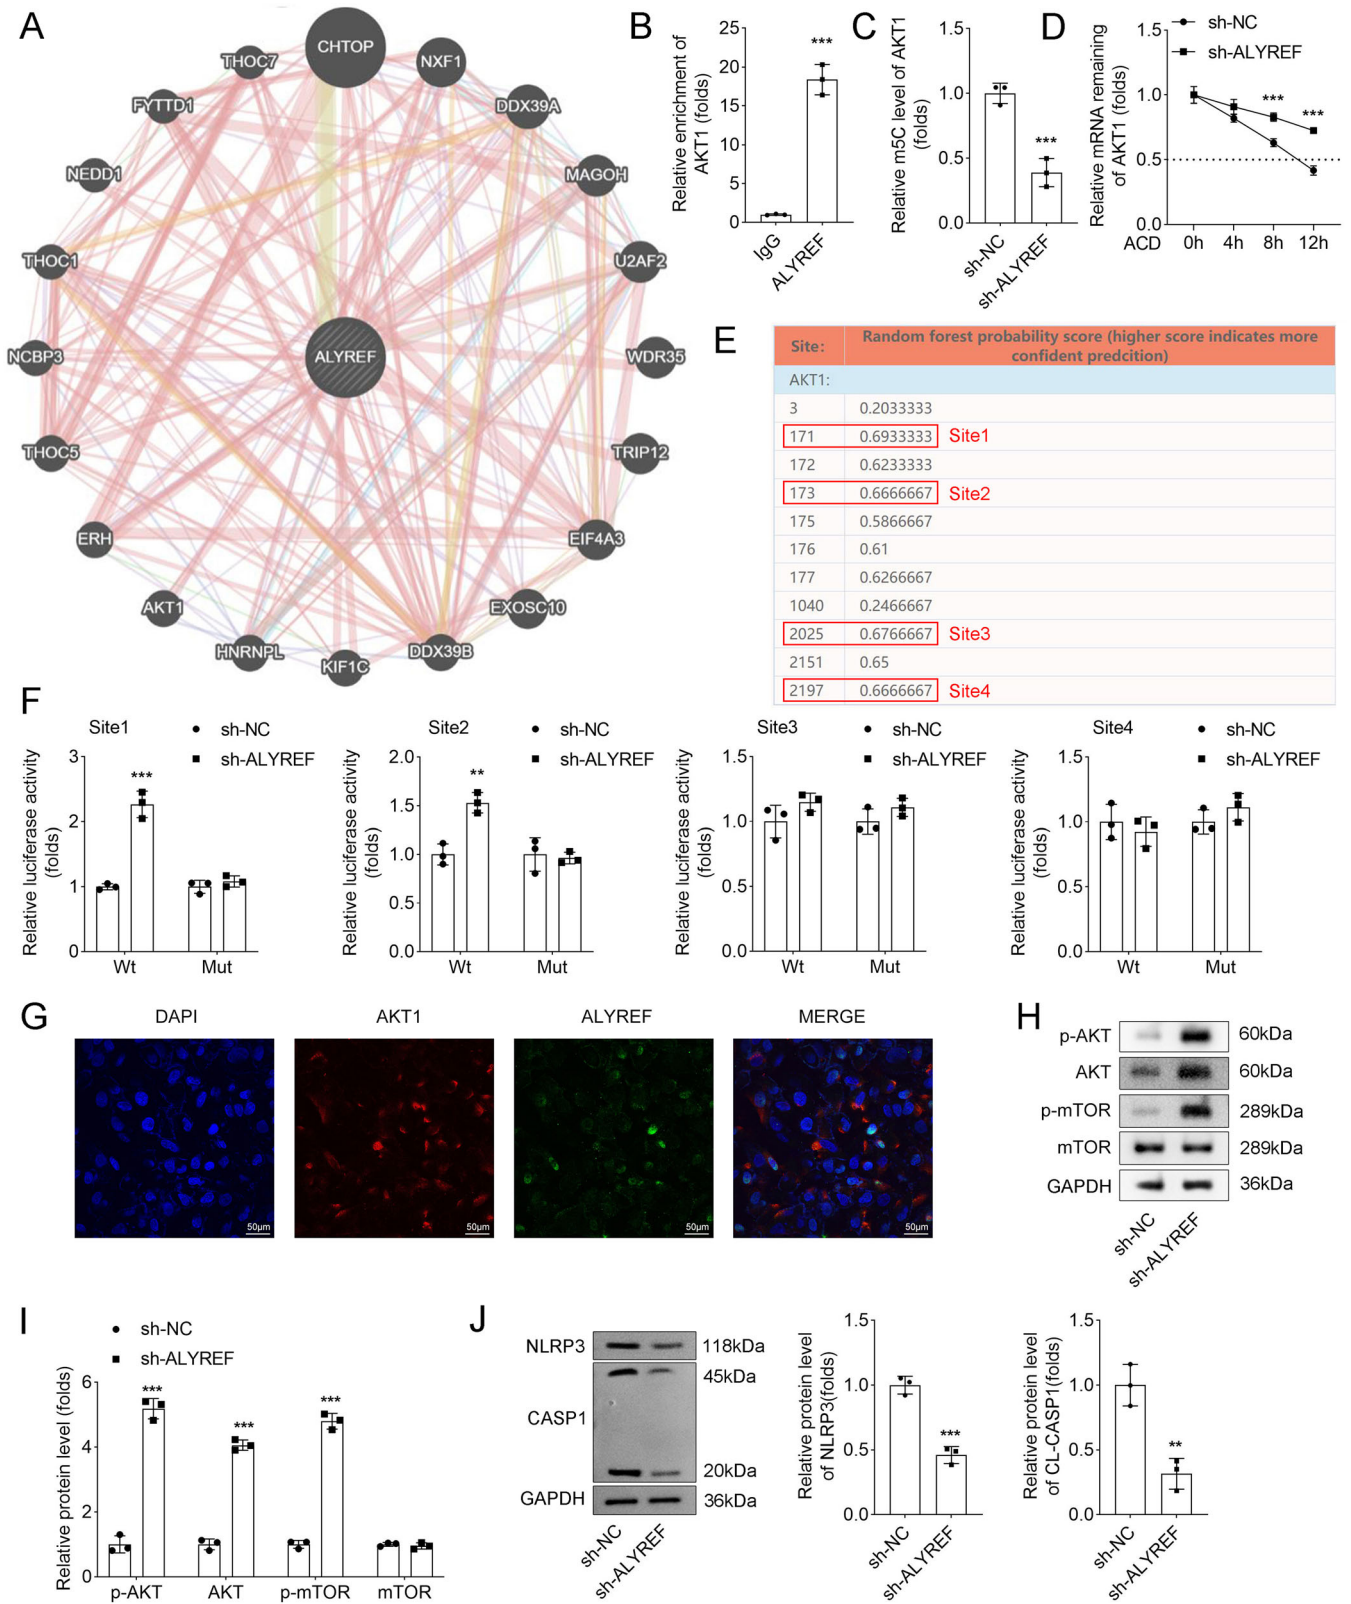 A
CHTOP
NXF1
DDX39A
MAGOH
U2AF2
WDR35
TRIP12
EIF4A3
EXOSC10
DDX39B
KIF1C
HNRNPL
AKT1
ERH
THOC5
NCBP3
THOC1
NEDD1
FYTTD1
THOC7
ALYREF
B
Relative enrichment of
AKT1 (folds)
25
20
15
10
5
0
***
IgG
ALYREF
C
Relative m5C level of AKT1
(folds)
1.5
1.0
0.5
0.0
***
sh-NC
sh-ALYREF
D
sh-NC
sh-ALYREF
Relative mRNA remaining
of AKT1 (folds)
1.5
1.0
0.5
0.0
***
***
ACD 0h 4h 8h 12h
E
Site: Random forest probability score (higher score indicates more
confident predcition)
AKT1:
3 0.2033333
171 0.6933333 Site1
172 0.6233333
173 0.6666667 Site2
175 0.5866667
176 0.61
177 0.6266667
1040 0.2466667
2025 0.6766667 Site3
2151 0.65
2197 0.6666667 Site4
F
Site1
sh-NC
sh-ALYREF
Relative luciferase activity
(folds)
3
2
1
0
***
Wt Mut
Site2
sh-NC
sh-ALYREF
Relative luciferase activity
(folds)
2.0
1.5
1.0
0.5
0.0
**
Wt Mut
Site3
sh-NC
sh-ALYREF
Relative luciferase activity
(folds)
1.5
1.0
0.5
0.0
Wt Mut
Site4
sh-NC
sh-ALYREF
Relative luciferase activity
(folds)
1.5
1.0
0.5
0.0
Wt Mut
G
DAPI AKT1 ALYREF MERGE
50μm 50μm 50μm 50μm
H
p-AKT 60kDa
AKT 60kDa
p-mTOR 289kDa
mTOR 289kDa
GAPDH 36kDa
sh-NC
sh-ALYREF
I
sh-NC
sh-ALYREF
Relative protein level (folds)
6
4
2
0
***
***
***
p-AKT AKT p-mTOR mTOR
J
NLRP3 118kDa
45kDa
CASP1
20kDa
GAPDH 36kDa
sh-NC
sh-ALYREF
Relative protein level
of NLRP3(folds)
1.5
1.0
0.5
0.0
***
sh-NC
sh-ALYREF
Relative protein level
of CL-CASP1(folds)
1.5
1.0
0.5
0.0
**
sh-NC
sh-ALYREF